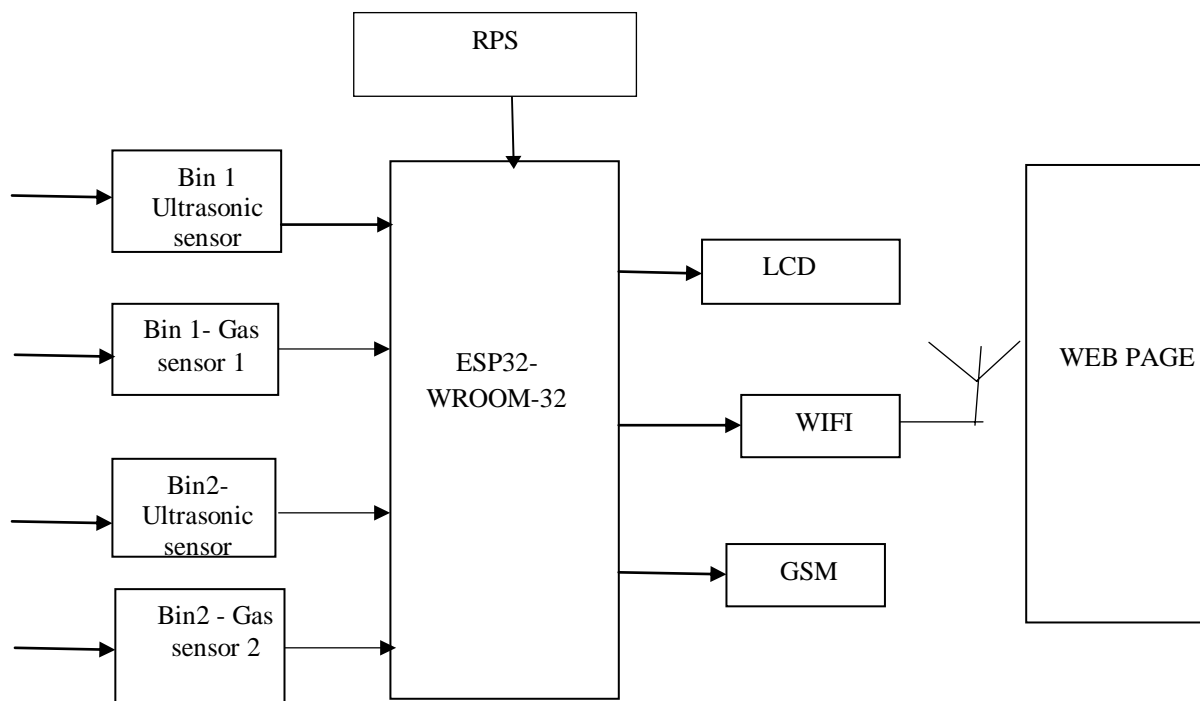 RPS
Bin 1
Ultrasonic
sensor
Bin 1- Gas
sensor 1
Bin2-
Ultrasonic
sensor
Bin2 - Gas
sensor 2
ESP32-
WROOM-32
LCD
WIFI
GSM
WEB PAGE